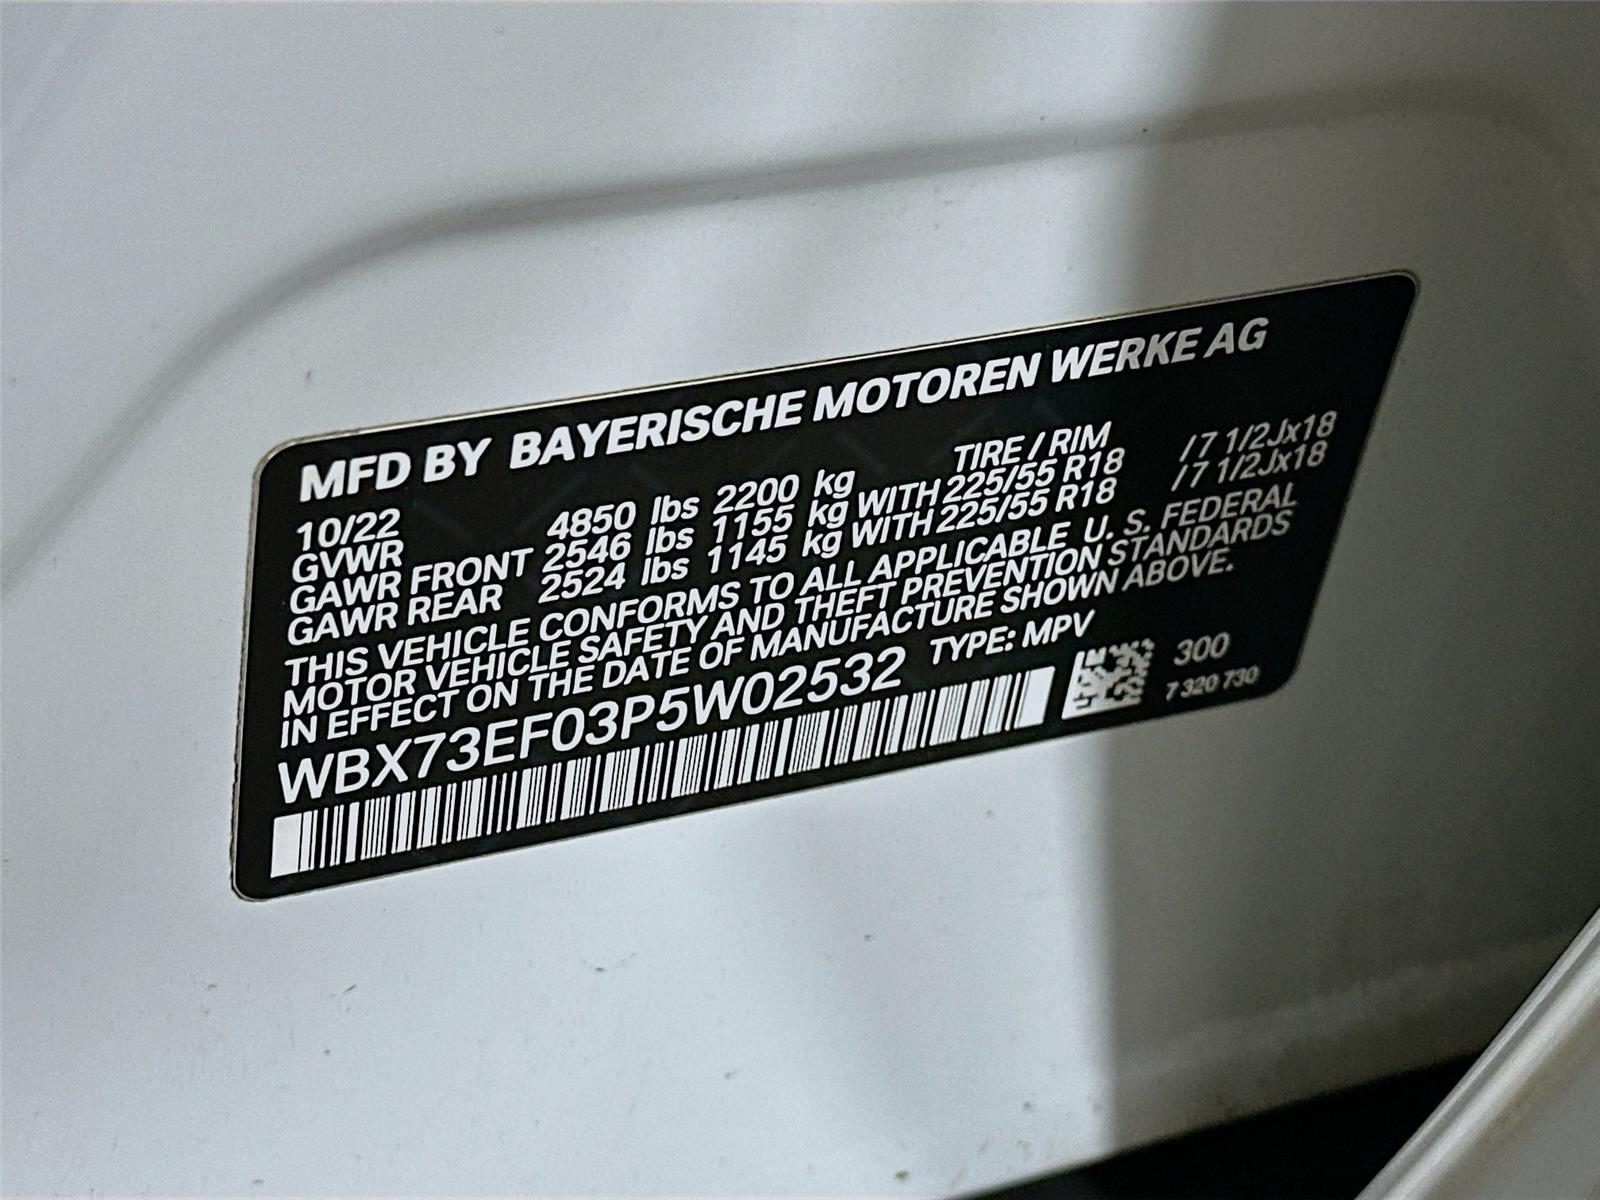 MFD BY BAYERISCHE MOTOREN WERKE AG
10/22 TIRE / RIM
GVWR 4850 lbs 2200 kg
GAWR FRONT 2546 lbs 1155 kg WITH 225/55 R18 / 7 1/2Jx18
GAWR REAR 2524 lbs 1145 kg WITH 225/55 R18 / 7 1/2Jx18
THIS VEHICLE CONFORMS TO ALL APPLICABLE U. S. FEDERAL
MOTOR VEHICLE SAFETY AND THEFT PREVENTION STANDARDS
IN EFFECT ON THE DATE OF MANUFACTURE SHOWN ABOVE.
WBX73EF03P5W02532 TYPE: MPV
300
7 320 730